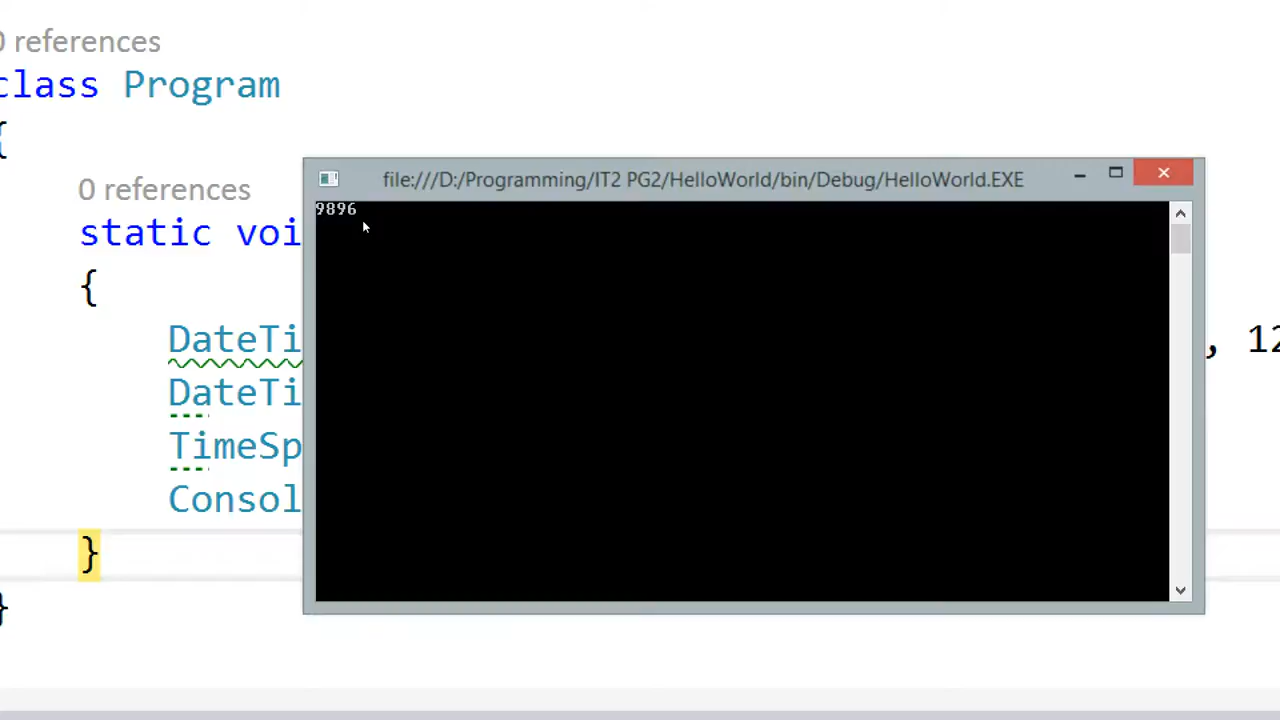 0 references
class Program
{
file:///D:/Programming/IT2 PG2/HelloWorld/bin/Debug/HelloWorld.EXE
0 references
9896
static voi
{
DateTi , 12
DateTi
TimeSp
Consol
}
}